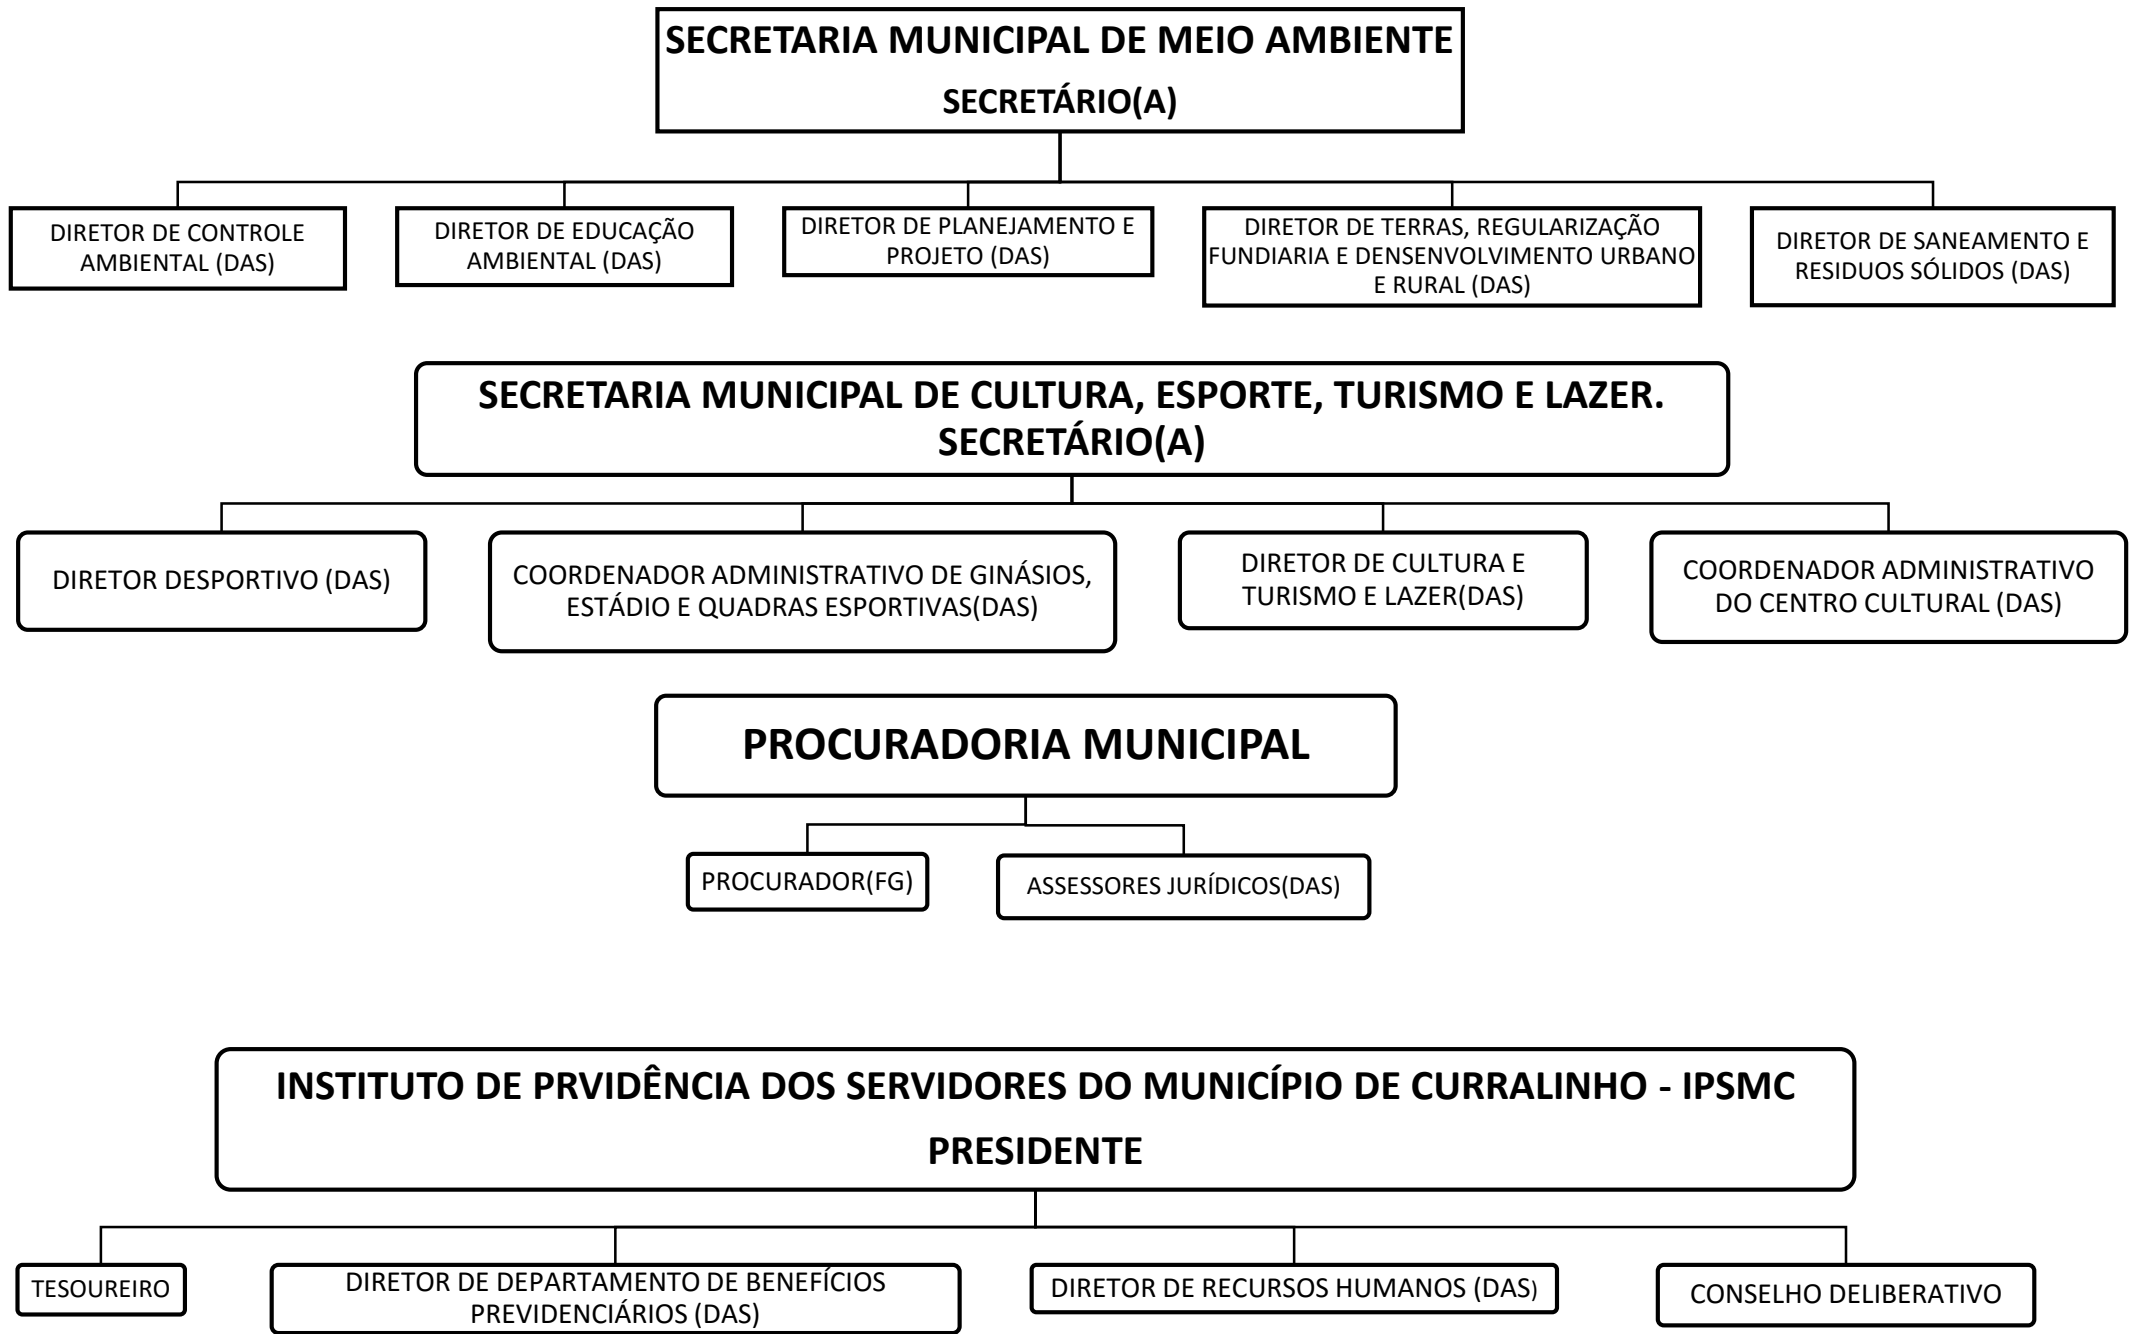 SECRETARIA MUNICIPAL DE MEIO AMBIENTE
SECRETÁRIO(A)
DIRETOR DE CONTROLE
AMBIENTAL (DAS)
DIRETOR DE EDUCAÇÃO
AMBIENTAL (DAS)
DIRETOR DE PLANEJAMENTO E
PROJETO (DAS)
DIRETOR DE TERRAS, REGULARIZAÇÃO
FUNDIARIA E DENSENVOLVIMENTO URBANO
E RURAL (DAS)
DIRETOR DE SANEAMENTO E
RESIDUOS SÓLIDOS (DAS)
SECRETARIA MUNICIPAL DE CULTURA, ESPORTE, TURISMO E LAZER.
SECRETÁRIO(A)
DIRETOR DESPORTIVO (DAS)
COORDENADOR ADMINISTRATIVO DE GINÁSIOS,
ESTÁDIO E QUADRAS ESPORTIVAS(DAS)
DIRETOR DE CULTURA E
TURISMO E LAZER(DAS)
COORDENADOR ADMINISTRATIVO
DO CENTRO CULTURAL (DAS)
PROCURADORIA MUNICIPAL
PROCURADOR(FG)
ASSESSORES JURÍDICOS(DAS)
INSTITUTO DE PRVIDÊNCIA DOS SERVIDORES DO MUNICÍPIO DE CURRALINHO - IPSMC
PRESIDENTE
TESOUREIRO
DIRETOR DE DEPARTAMENTO DE BENEFÍCIOS
PREVIDENCIÁRIOS (DAS)
DIRETOR DE RECURSOS HUMANOS (DAS)
CONSELHO DELIBERATIVO